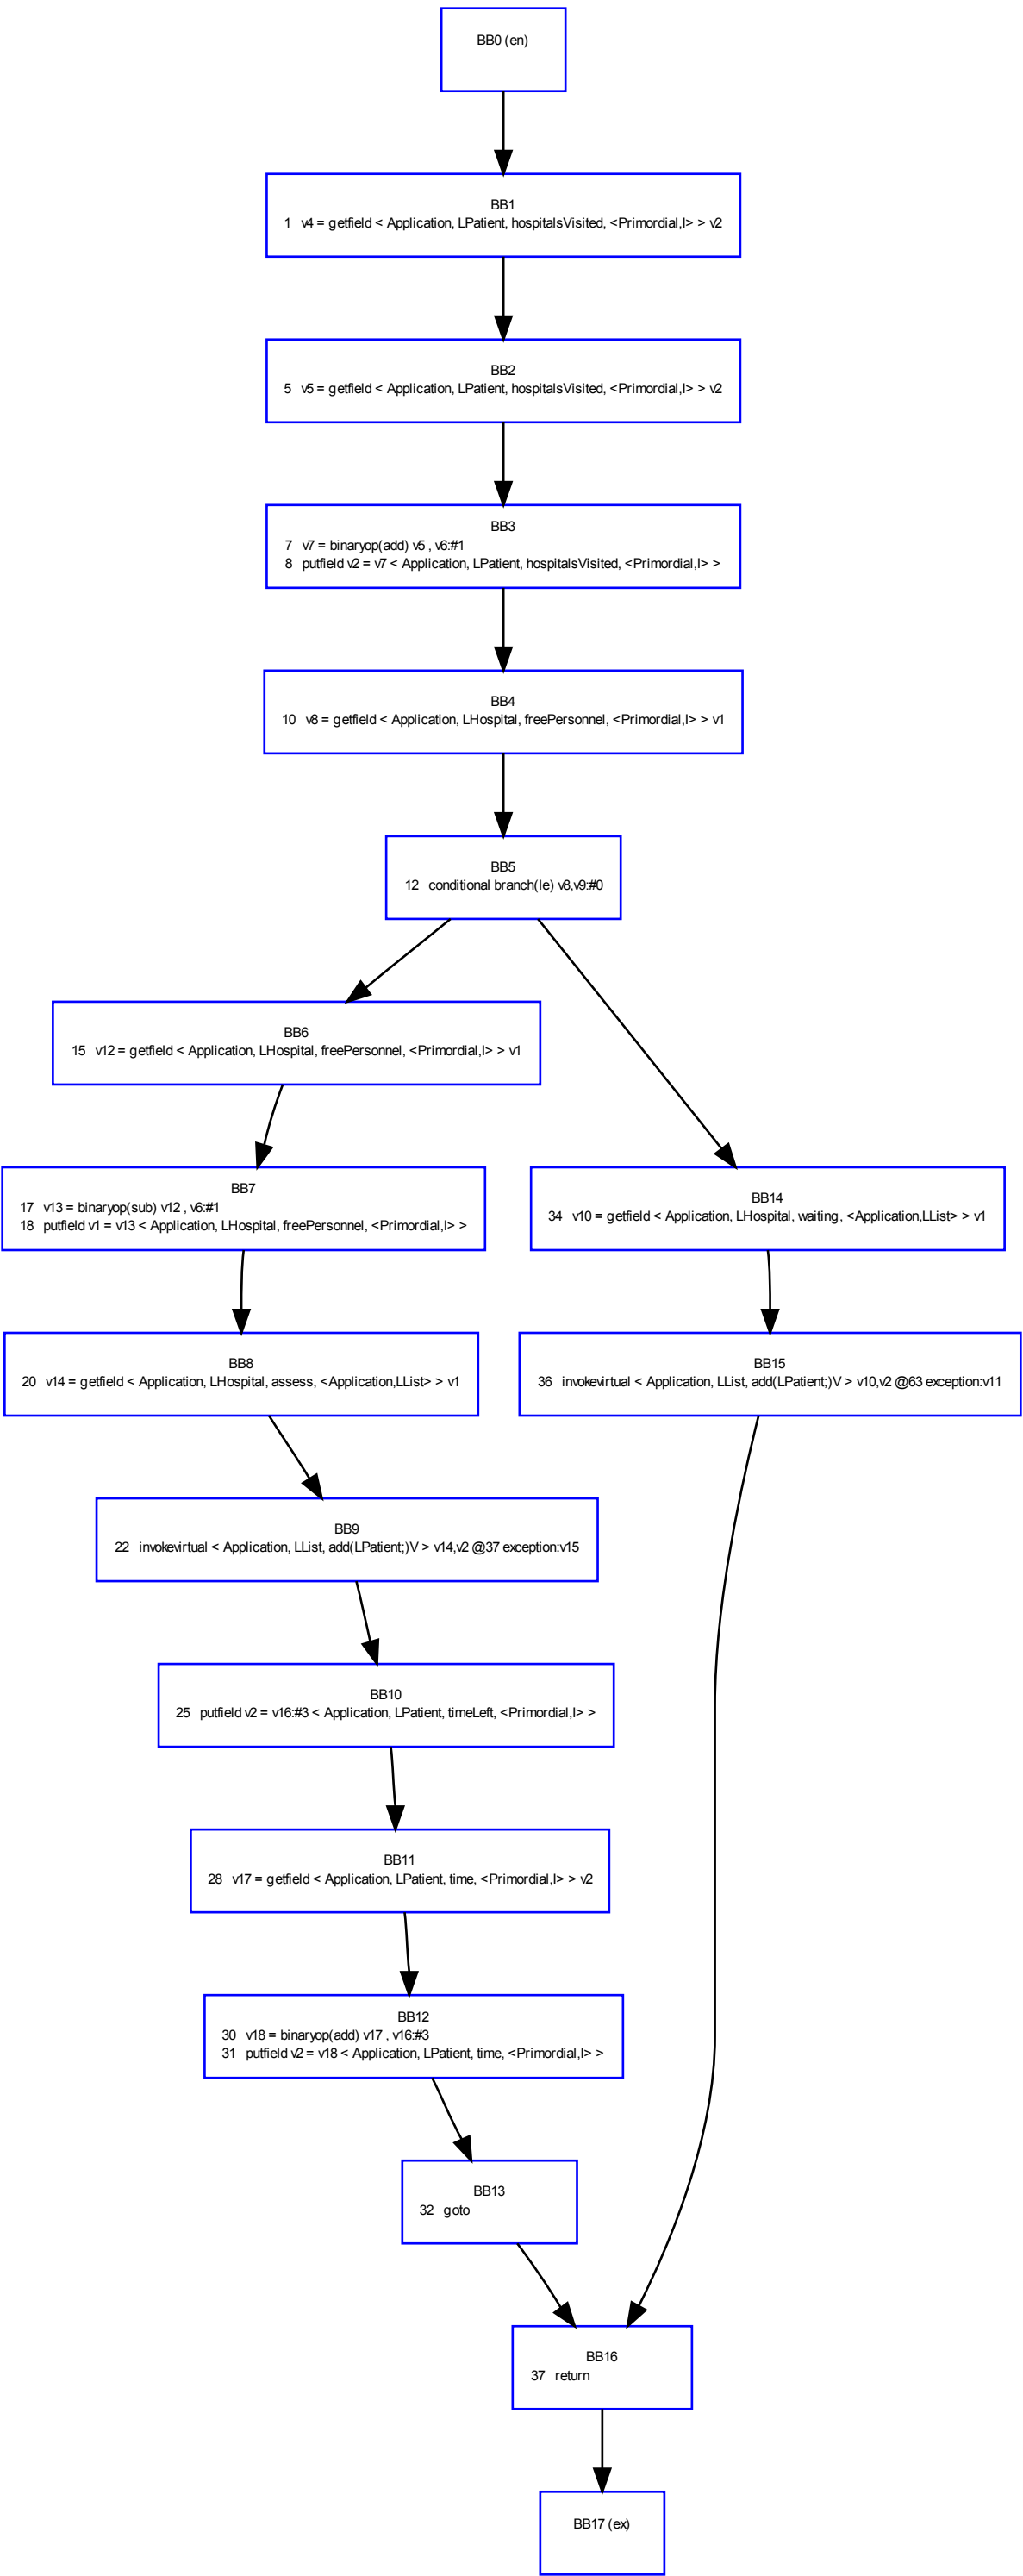 BB0 (en)
BB1
1 v4 = getfield < Application, LPatient, hospitalsVisited, <Primordial,I> > v2
BB2
5 v5 = getfield < Application, LPatient, hospitalsVisited, <Primordial,I> > v2
BB3
7 v7 = binaryop(add) v5 , v6:#1
8 putfield v2 = v7 < Application, LPatient, hospitalsVisited, <Primordial,I> >
BB4
10 v8 = getfield < Application, LHospital, freePersonnel, <Primordial,I> > v1
BB5
12 conditional branch(le) v8,v9:#0
BB6
15 v12 = getfield < Application, LHospital, freePersonnel, <Primordial,I> > v1
BB7
17 v13 = binaryop(sub) v12 , v6:#1
18 putfield v1 = v13 < Application, LHospital, freePersonnel, <Primordial,I> >
BB14
34 v10 = getfield < Application, LHospital, waiting, <Application,LList> > v1
BB8
20 v14 = getfield < Application, LHospital, assess, <Application,LList> > v1
BB15
36 invokevirtual < Application, LList, add(LPatient;)V > v10,v2 @63 exception:v11
BB9
22 invokevirtual < Application, LList, add(LPatient;)V > v14,v2 @37 exception:v15
BB10
25 putfield v2 = v16:#3 < Application, LPatient, timeLeft, <Primordial,I> >
BB11
28 v17 = getfield < Application, LPatient, time, <Primordial,I> > v2
BB12
30 v18 = binaryop(add) v17 , v16:#3
31 putfield v2 = v18 < Application, LPatient, time, <Primordial,I> >
BB13
32 goto
BB16
37 return
BB17 (ex)